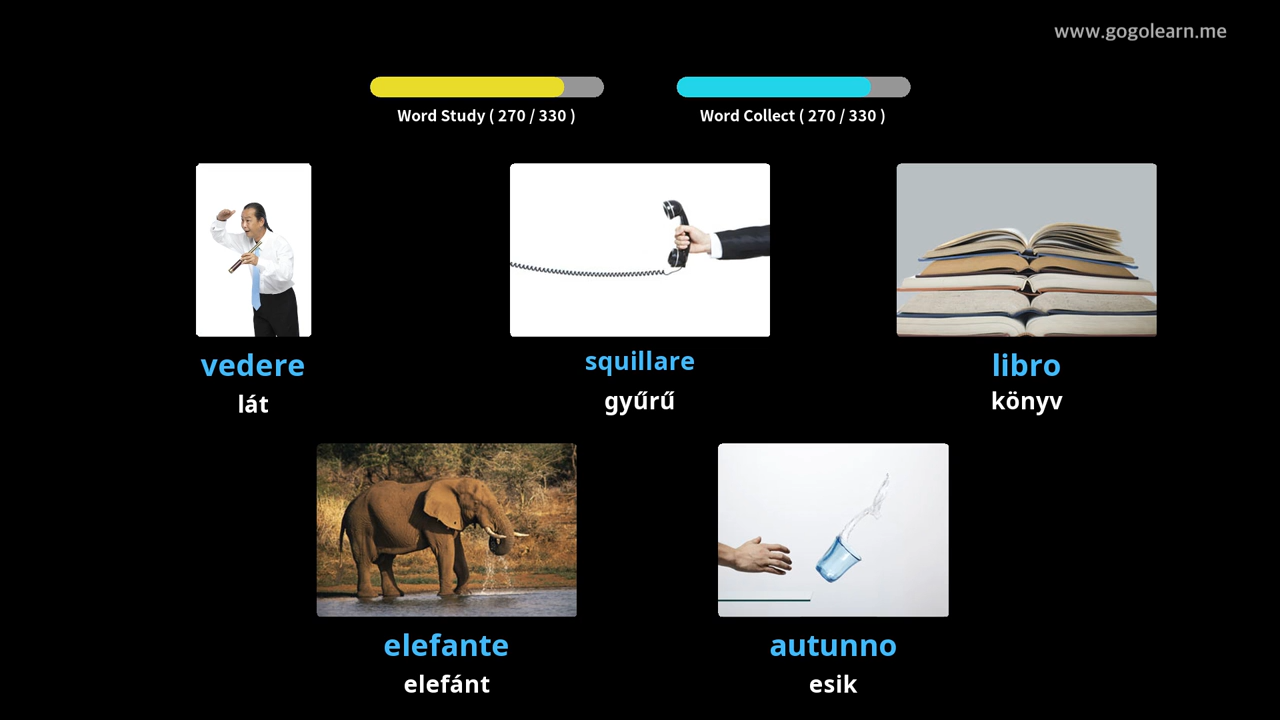 www.gogolearn.me
Word Study ( 270 / 330 )
Word Collect ( 270 / 330 )
vedere
lát
squillare
gyűrű
libro
könyv
elefante
elefánt
autunno
esik